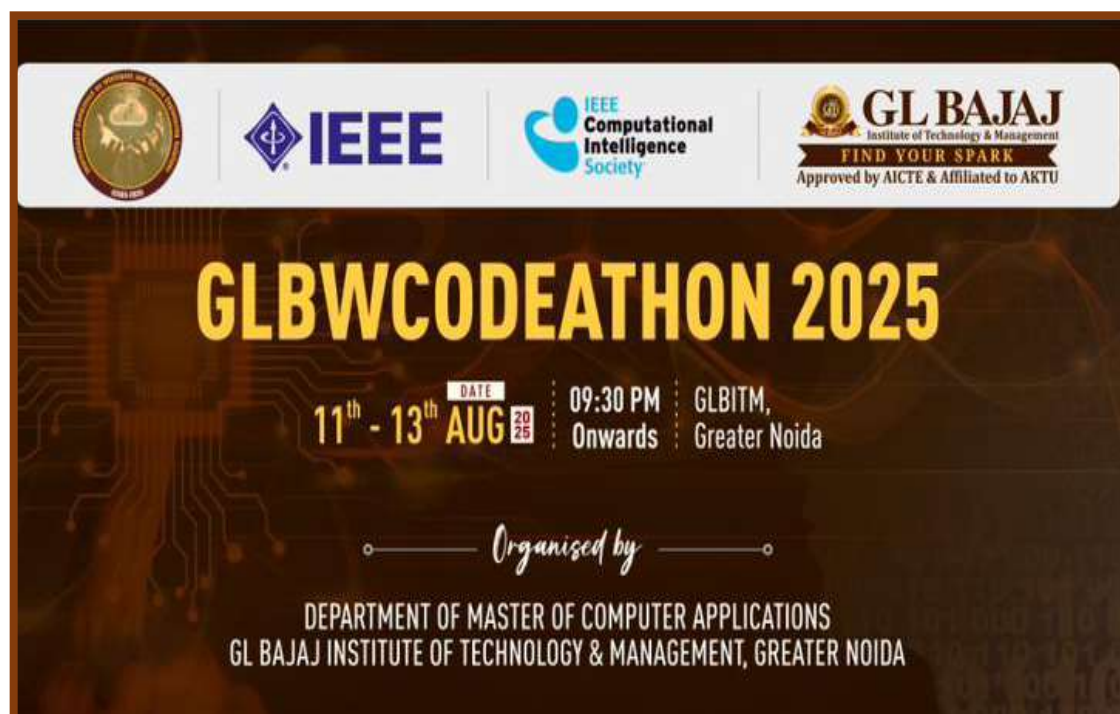 IEEE
IEEE
Computational
Intelligence
Society
GL BAJAJ
Institute of Technology & Management
FIND YOUR SPARK
Approved by AICTE & Affiliated to AKTU
GLBWCODEATHON 2025
DATE
11th - 13th AUG 2025
09:30 PM
Onwards
GLBITM,
Greater Noida
Organised by
DEPARTMENT OF MASTER OF COMPUTER APPLICATIONS
GL BAJAJ INSTITUTE OF TECHNOLOGY & MANAGEMENT, GREATER NOIDA